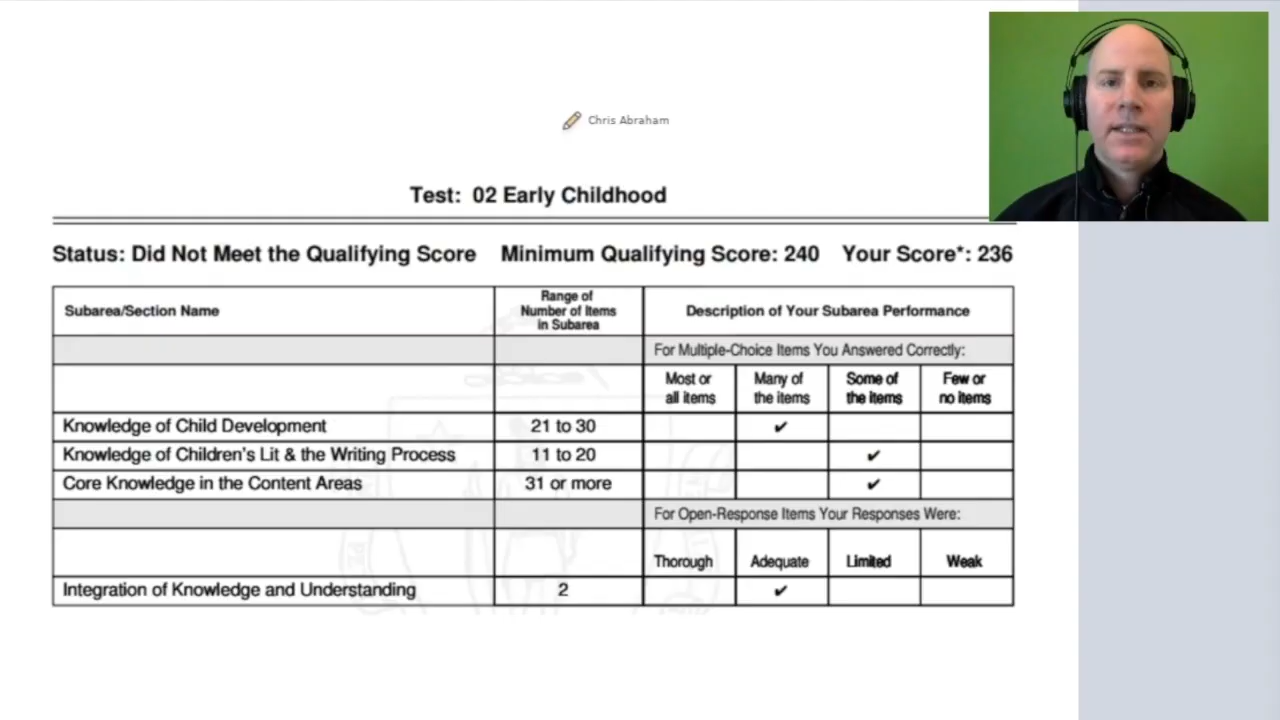 Chris Abraham
Test: 02 Early Childhood
Status: Did Not Meet the Qualifying Score Minimum Qualifying Score: 240 Your Score*: 236
Subarea/Section Name
Range of
Number of Items
in Subarea
Description of Your Subarea Performance
For Multiple-Choice Items You Answered Correctly:
Most or
all items
Many of
the items
Some of
the items
Few or
no items
Knowledge of Child Development 21 to 30 ✔
Knowledge of Children's Lit & the Writing Process 11 to 20 ✔
Core Knowledge in the Content Areas 31 or more ✔
For Open-Response Items Your Responses Were:
Thorough Adequate Limited Weak
Integration of Knowledge and Understanding 2 ✔